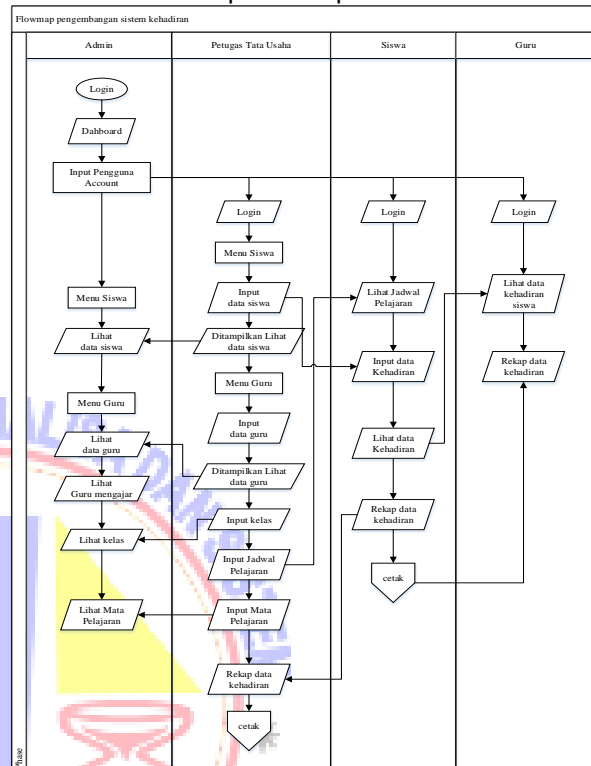 Flowmap pengembangan sistem kehadiran
Admin
Petugas Tata Usaha
Siswa
Guru
Login
Dahboard
Input Pengguna
Account
Menu Siswa
Lihat
data siswa
Menu Guru
Lihat
data guru
Lihat
Guru mengajar
Lihat kelas
Lihat Mata
Pelajaran
Login
Menu Siswa
Input
data siswa
Ditampilkan Lihat
data siswa
Menu Guru
Input
data guru
Ditampilkan Lihat
data guru
Input kelas
Input Jadwal
Pelajaran
Input Mata
Pelajaran
Rekap data
kehadiran
cetak
Login
Lihat Jadwal
Pelajaran
Input data
Kehadiran
Lihat data
Kehadiran
Rekap data
kehadiran
cetak
Login
Lihat data
kehadiran
siswa
Rekap data
kehadiran
Phase